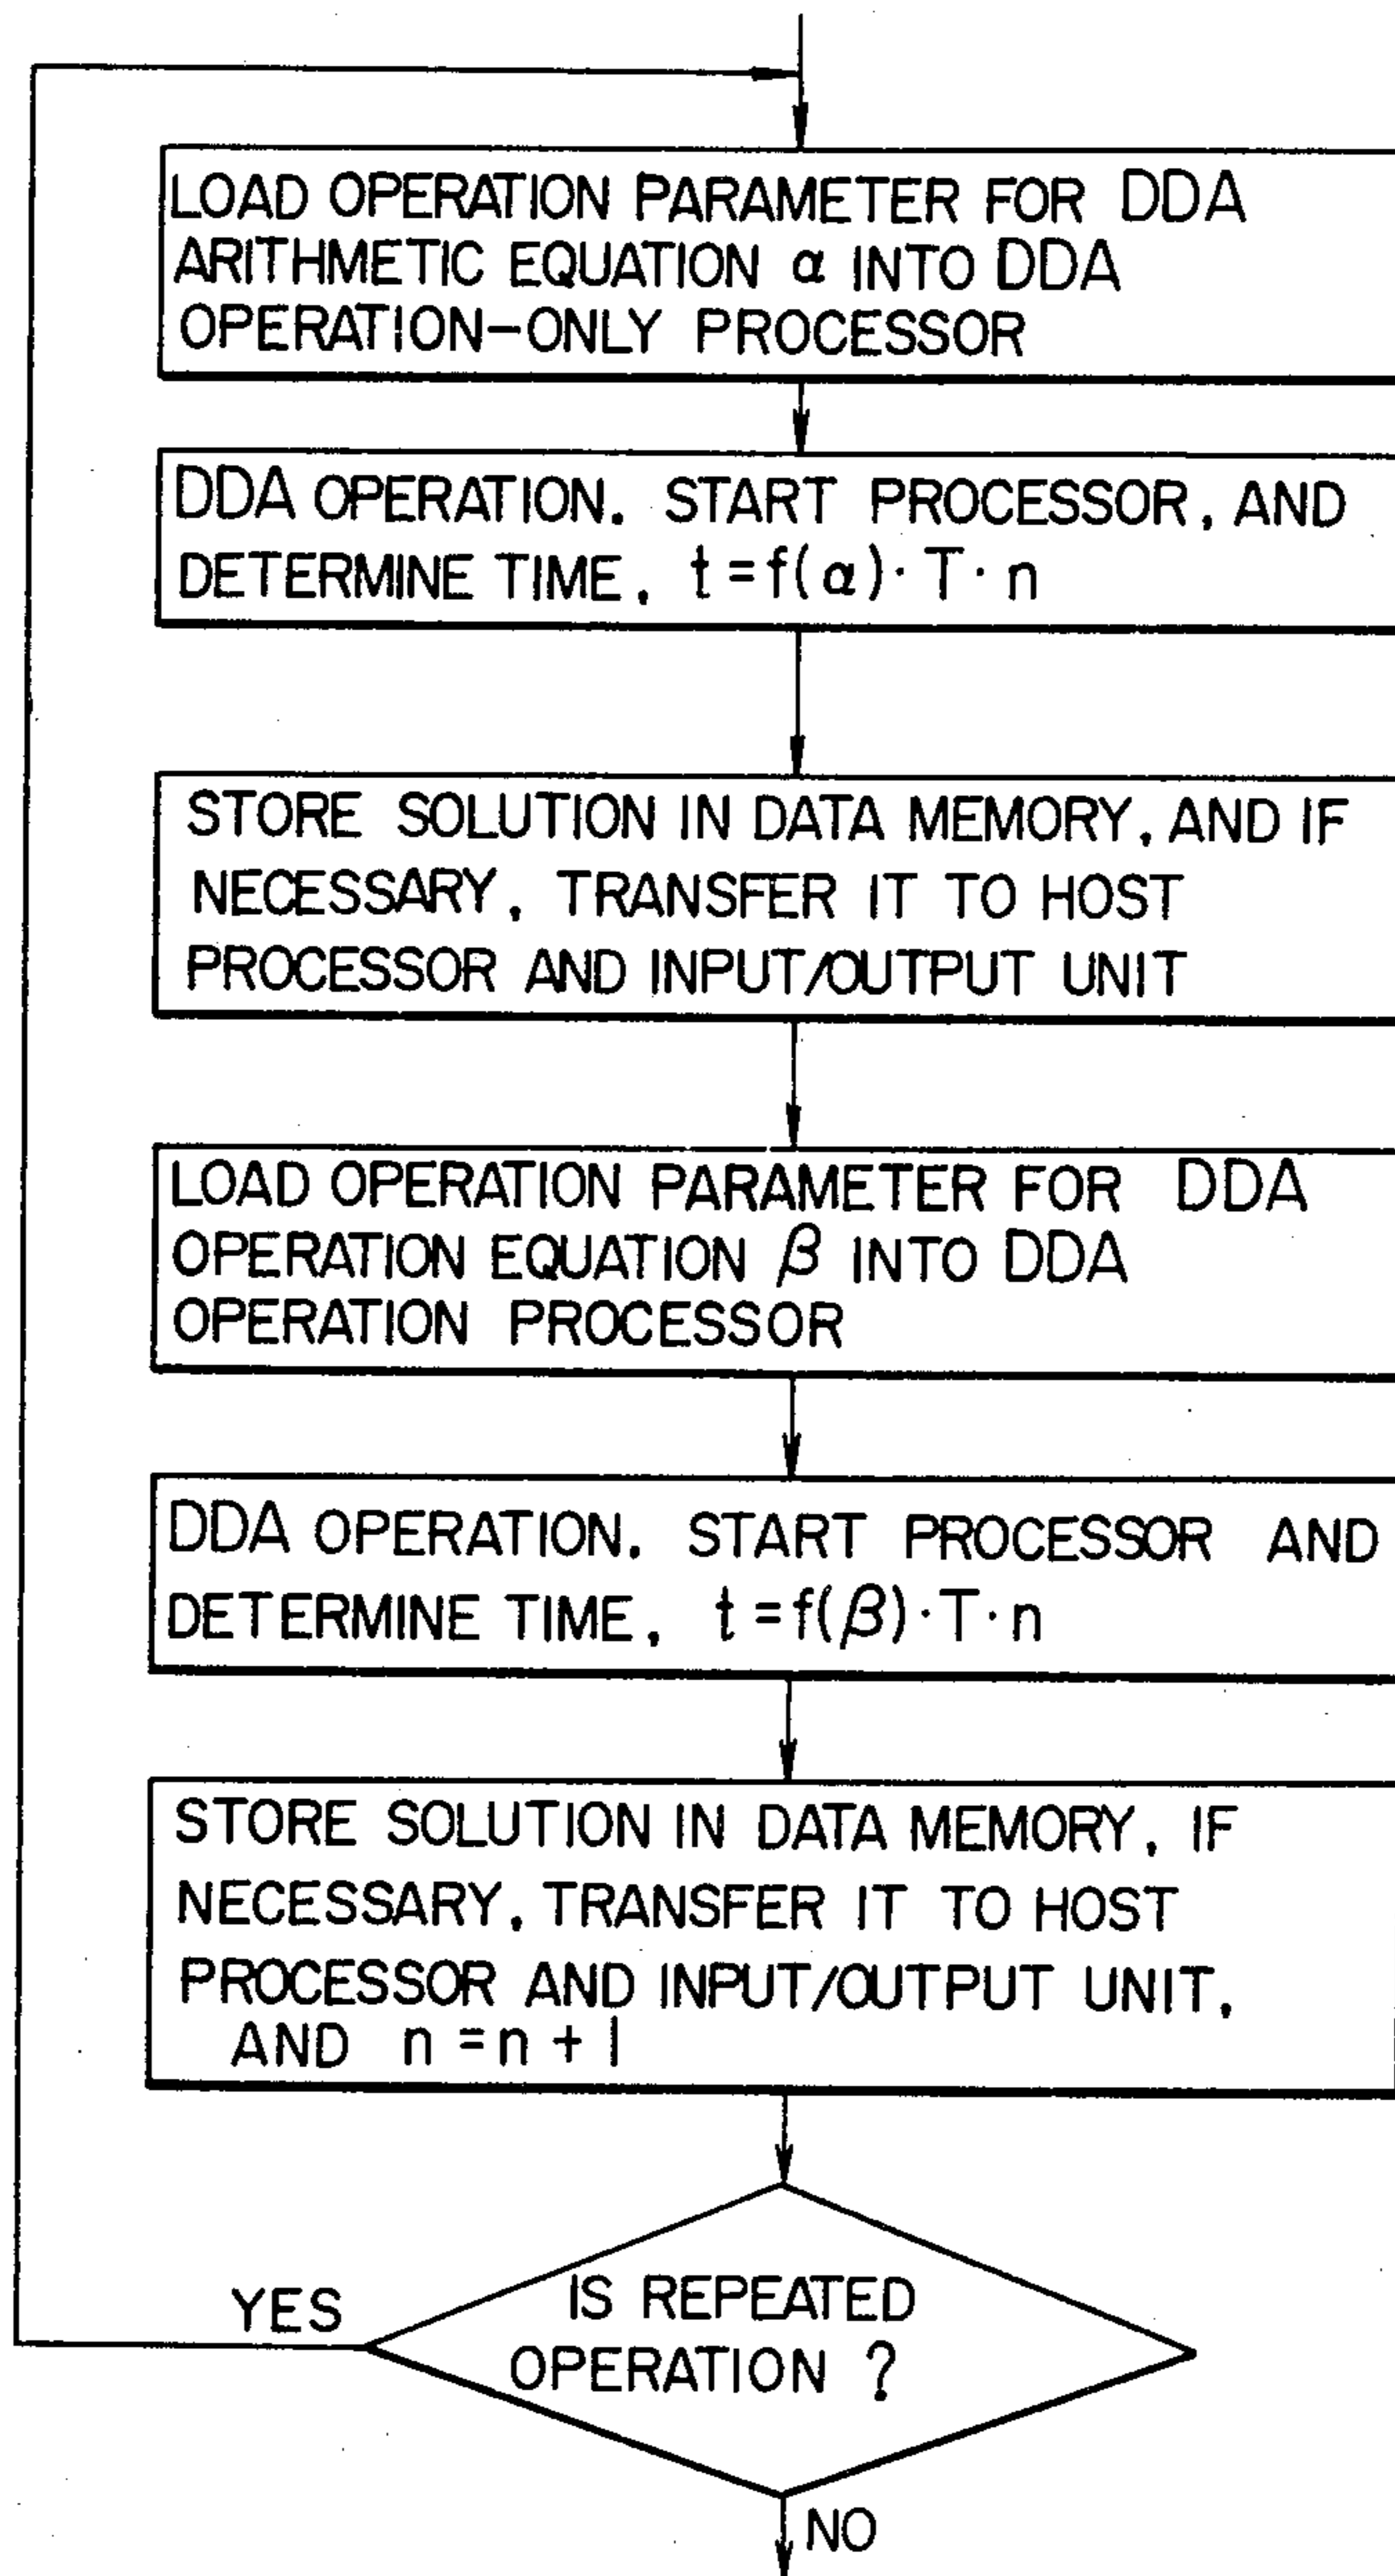 LOAD OPERATION PARAMETER FOR DDA
ARITHMETIC EQUATION α INTO DDA
OPERATION-ONLY PROCESSOR
DDA OPERATION. START PROCESSOR, AND
DETERMINE TIME, t=f(α)·T·n
STORE SOLUTION IN DATA MEMORY, AND IF
NECESSARY, TRANSFER IT TO HOST
PROCESSOR AND INPUT/OUTPUT UNIT
LOAD OPERATION PARAMETER FOR DDA
OPERATION EQUATION β INTO DDA
OPERATION PROCESSOR
DDA OPERATION. START PROCESSOR AND
DETERMINE TIME, t=f(β)·T·n
STORE SOLUTION IN DATA MEMORY, IF
NECESSARY, TRANSFER IT TO HOST
PROCESSOR AND INPUT/OUTPUT UNIT,
AND n=n+1
YES
IS REPEATED
OPERATION ?
NO